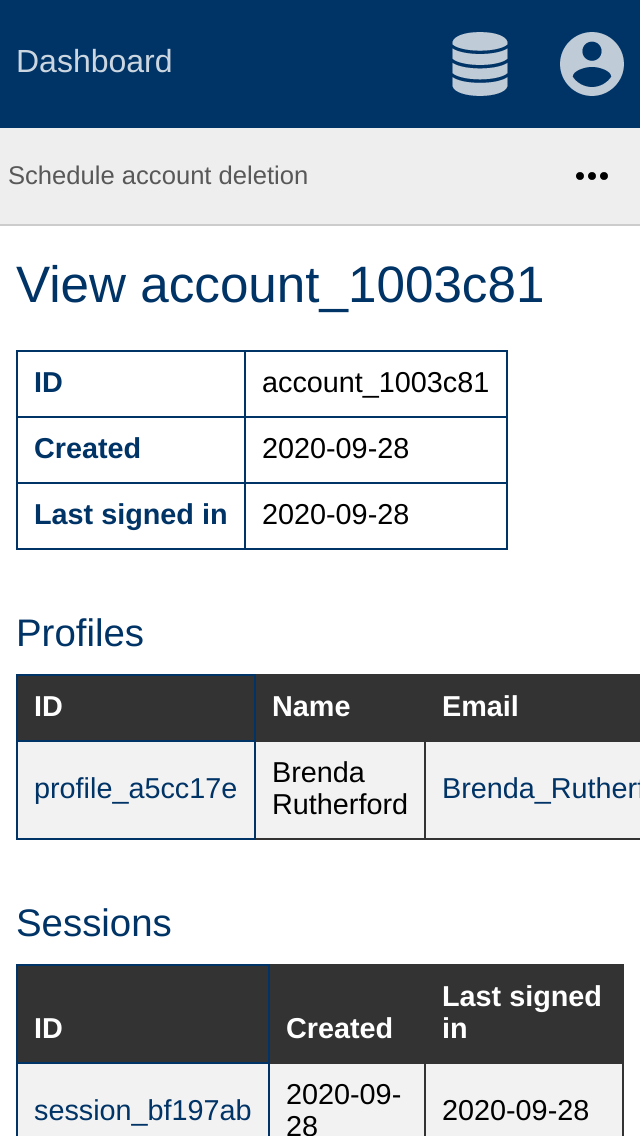 Dashboard
Schedule account deletion
View account_1003c81
ID account_1003c81
Created 2020-09-28
Last signed in 2020-09-28
Profiles
ID Name Email
profile_a5cc17e Brenda Rutherford Brenda_Rutherf
Sessions
ID Created Last signed in
session_bf197ab 2020-09-28 2020-09-28